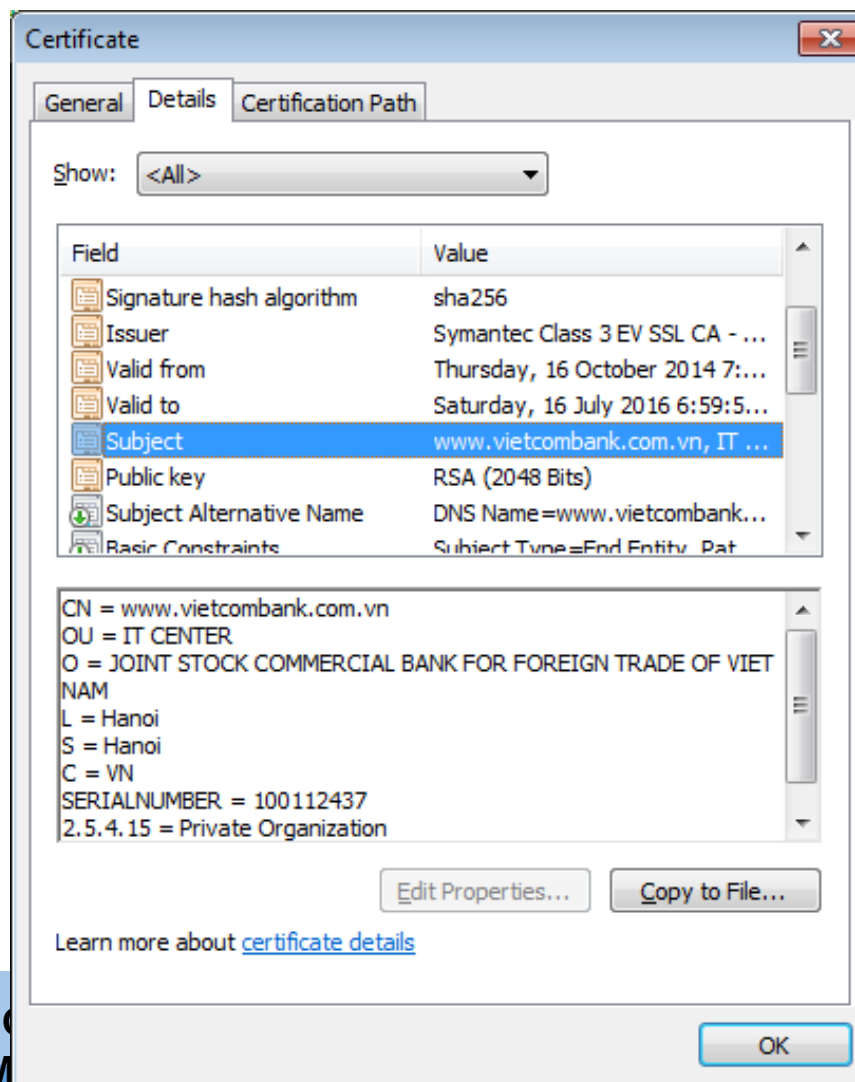 Certificate
General Details Certification Path
Show: <All>
Field Value
Signature hash algorithm sha256
Issuer Symantec Class 3 EV SSL CA - ...
Valid from Thursday, 16 October 2014 7:...
Valid to Saturday, 16 July 2016 6:59:5...
Subject www.vietcombank.com.vn, IT ...
Public key RSA (2048 Bits)
Subject Alternative Name DNS Name=www.vietcombank...
Basic Constraints Subject Type=End Entity, Pat
CN = www.vietcombank.com.vn
OU = IT CENTER
O = JOINT STOCK COMMERCIAL BANK FOR FOREIGN TRADE OF VIET
NAM
L = Hanoi
S = Hanoi
C = VN
SERIALNUMBER = 100112437
2.5.4.15 = Private Organization
Edit Properties... Copy to File...
Learn more about certificate details
OK